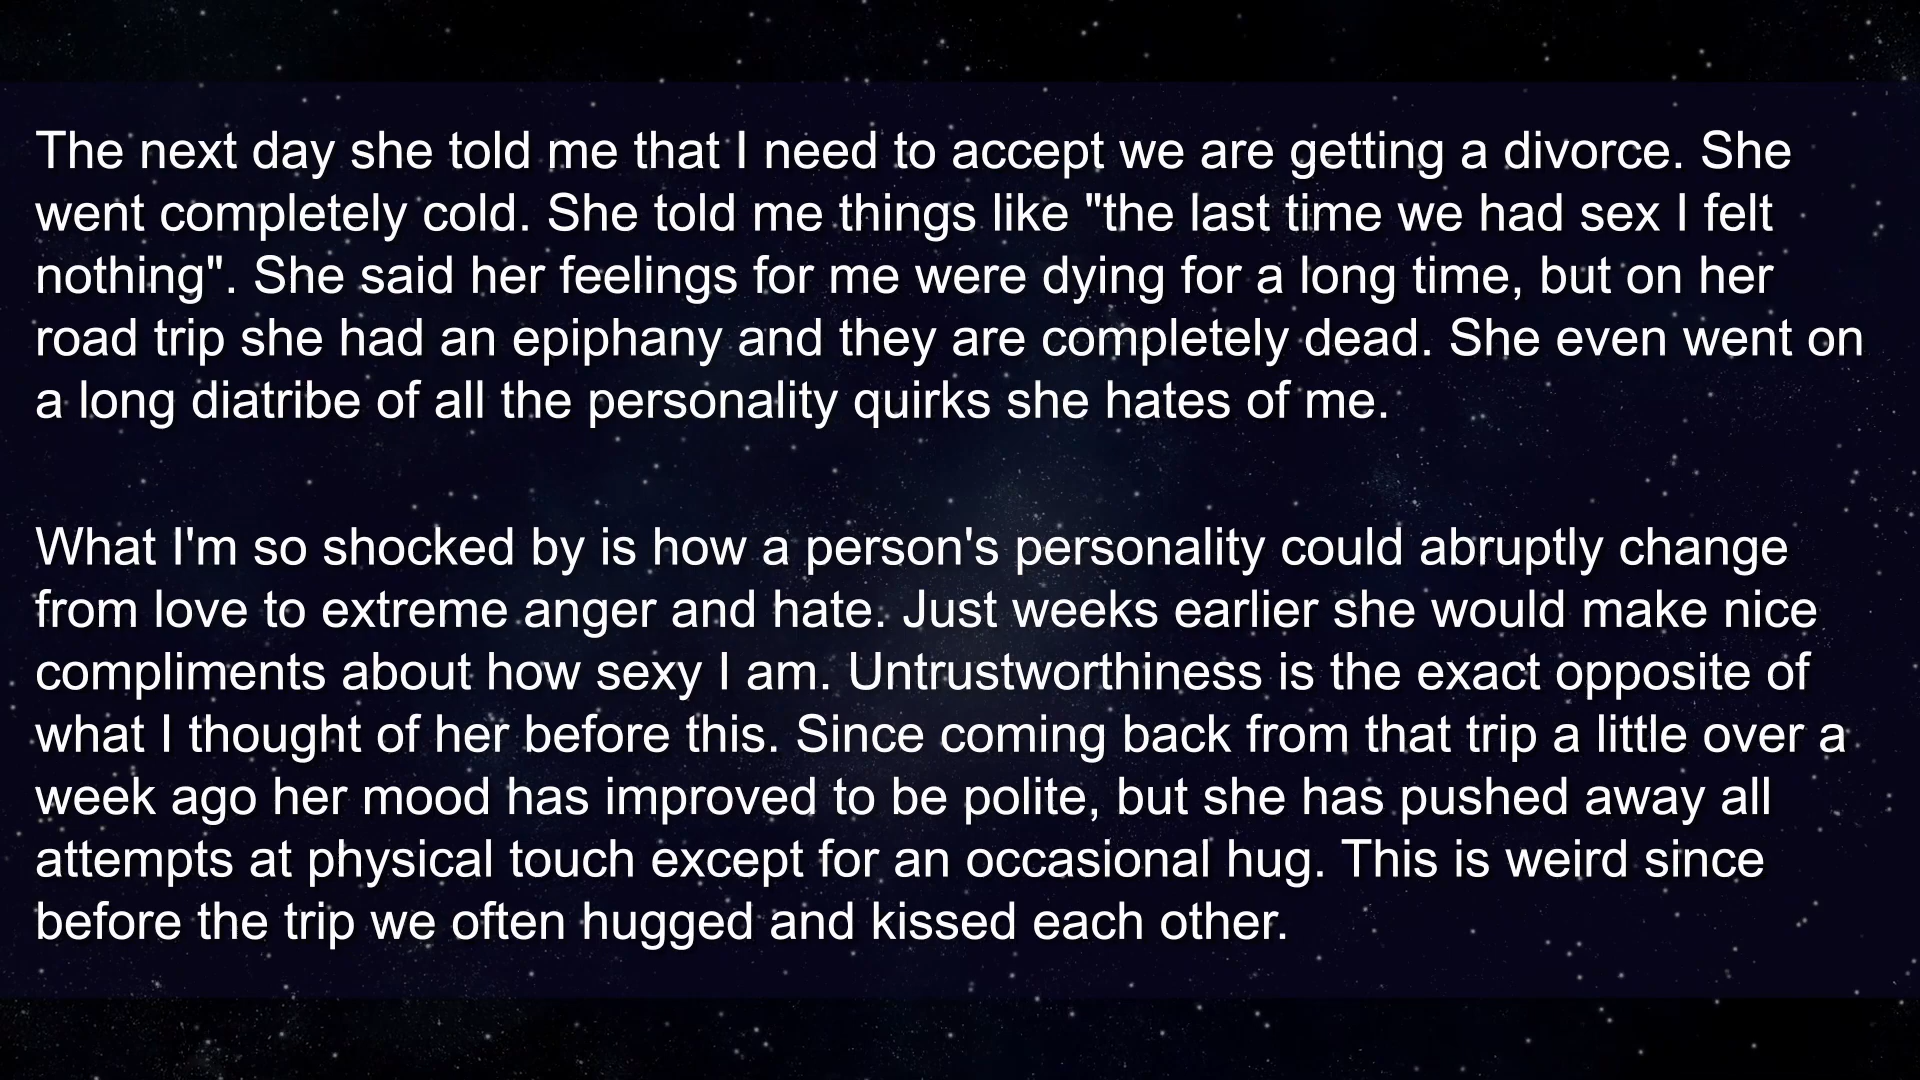 The next day she told me that I need to accept we are getting a divorce. She
went completely cold. She told me things like "the last time we had sex I felt
nothing". She said her feelings for me were dying for a long time, but on her
road trip she had an epiphany and they are completely dead. She even went on
a long diatribe of all the personality quirks she hates of me.
What I'm so shocked by is how a person's personality could abruptly change
from love to extreme anger and hate. Just weeks earlier she would make nice
compliments about how sexy I am. Untrustworthiness is the exact opposite of
what I thought of her before this. Since coming back from that trip a little over a
week ago her mood has improved to be polite, but she has pushed away all
attempts at physical touch except for an occasional hug. This is weird since
before the trip we often hugged and kissed each other.